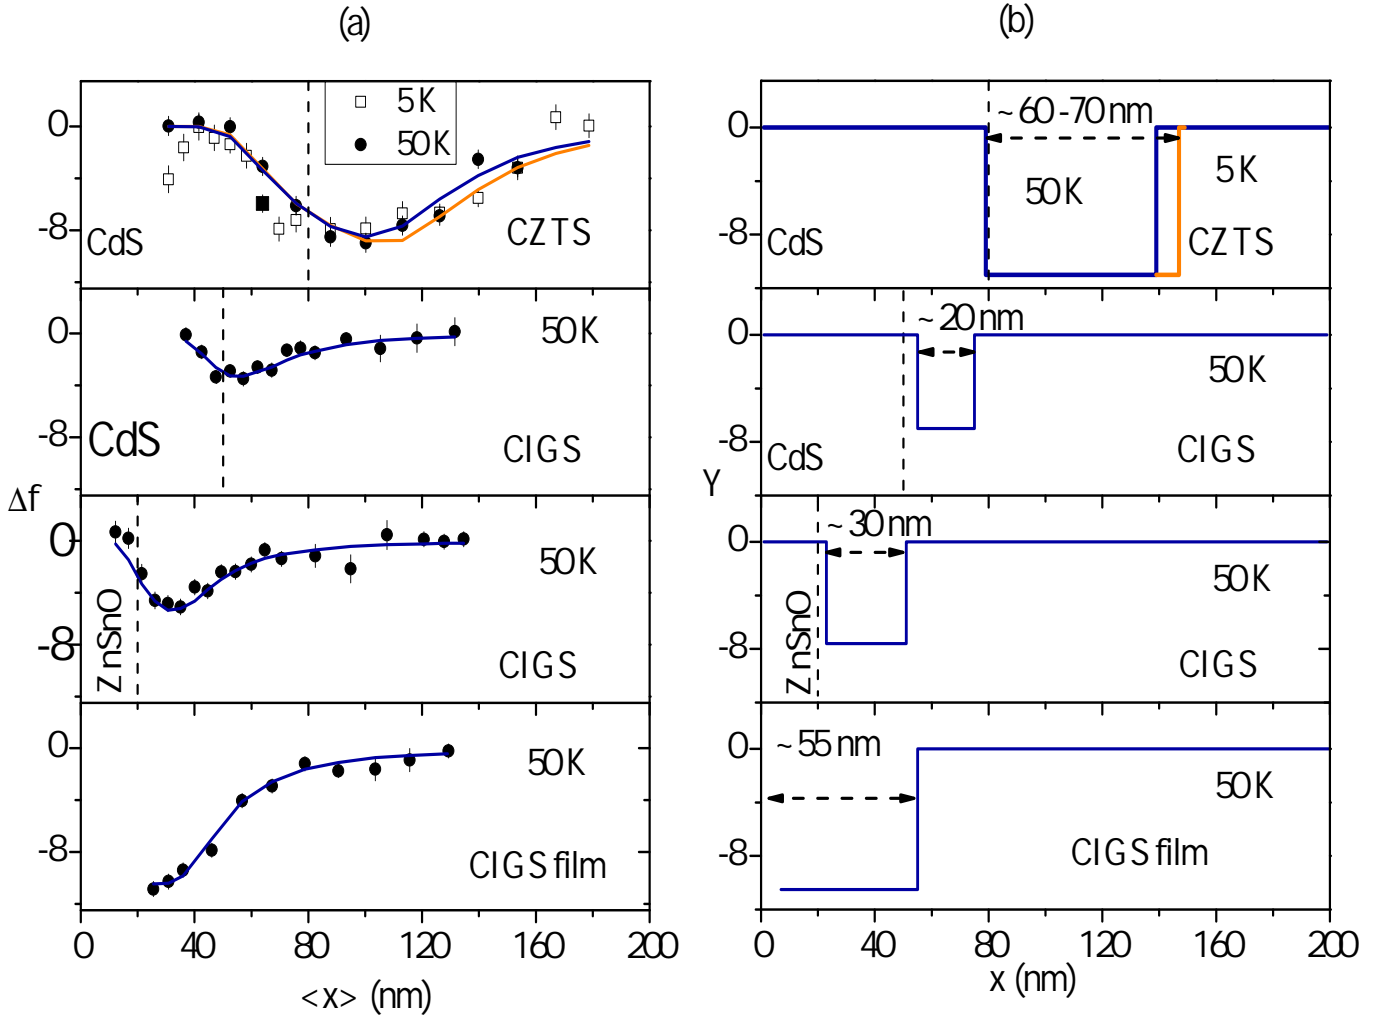 (a)
5K
50K
0
-8
CdS
CZTS
50K
0
-8
CdS
CIGS
Δf
0
-8
ZnSnO
50K
CIGS
0
-8
50K
CIGS film
0 40 80 120 160 200
<x> (nm)
(b)
~60-70nm
0
-8
50K
5K
CdS
CZTS
~20nm
0
-8
50K
CdS
CIGS
Y
~30nm
0
-8
ZnSnO
50K
CIGS
~55nm
0
-8
50K
CIGS film
0 40 80 120 160 200
x (nm)